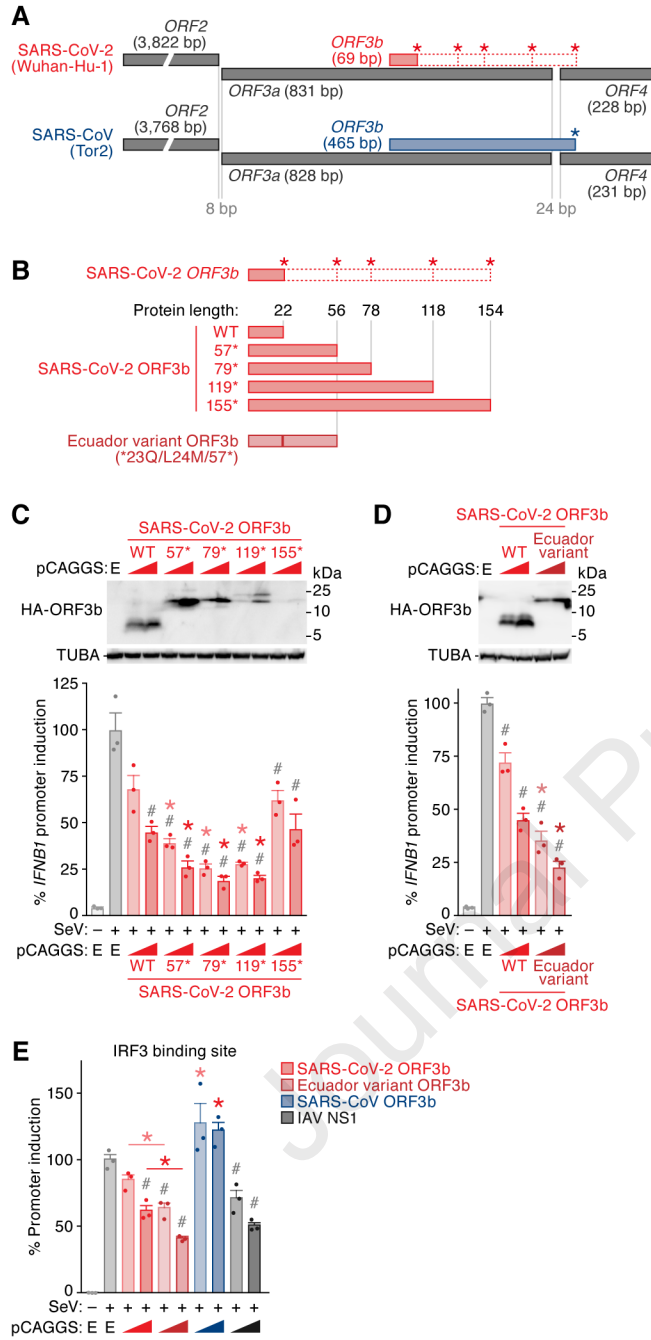 A
ORF2
(3,822 bp)
SARS-CoV-2
(Wuhan-Hu-1)
ORF3b
(69 bp)
* * * * *
ORF3a (831 bp)
ORF4
(228 bp)
ORF2
(3,768 bp)
SARS-CoV
(Tor2)
ORF3b
(465 bp)
*
ORF3a (828 bp)
ORF4
(231 bp)
8 bp
24 bp
B
SARS-CoV-2 ORF3b
* * * * *
Protein length: 22 56 78 118 154
WT
57*
SARS-CoV-2 ORF3b
79*
119*
155*
Ecuador variant ORF3b
(*23Q/L24M/57*)
C
SARS-CoV-2 ORF3b
WT 57* 79* 119* 155*
pCAGGS: E
kDa
HA-ORF3b
25
10
5
TUBA
% IFNB1 promoter induction
125
100
75
50
25
0
# * # * # * # * # * # * # # #
SeV: – + + + + + + + + + + +
pCAGGS: E E
WT 57* 79* 119* 155*
SARS-CoV-2 ORF3b
D
SARS-CoV-2 ORF3b
WT Ecuador
variant
pCAGGS: E
kDa
HA-ORF3b
25
10
5
TUBA
% IFNB1 promoter induction
100
75
50
25
0
# # * # * #
SeV: – + + + + +
pCAGGS: E E
WT Ecuador
variant
SARS-CoV-2 ORF3b
E
IRF3 binding site
SARS-CoV-2 ORF3b
Ecuador variant ORF3b
SARS-CoV ORF3b
IAV NS1
% Promoter induction
150
100
50
0
* * # # # * * # #
SeV: – + + + + + + + + +
pCAGGS: E E
Journal P